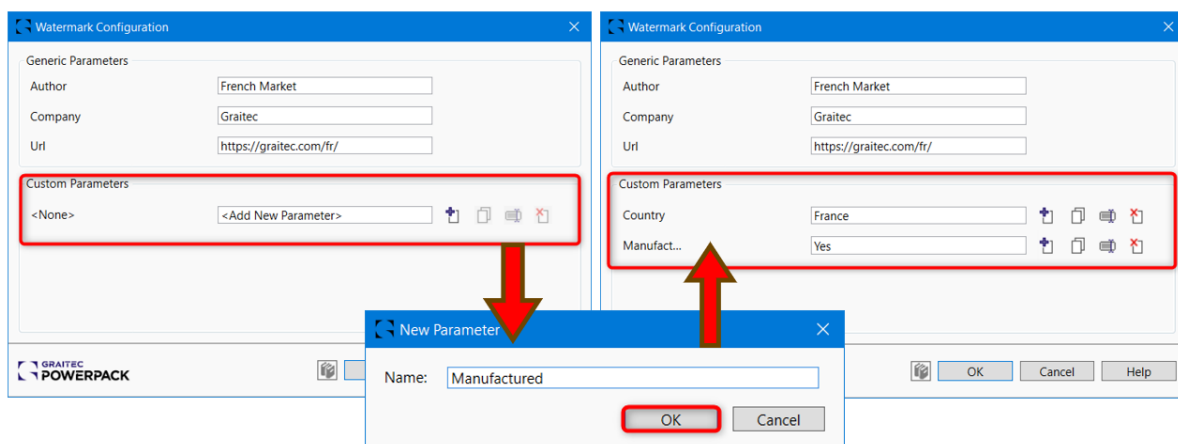 Watermark Configuration
Generic Parameters
Author French Market
Company Graitec
Url https://graitec.com/fr/
Custom Parameters
<None> <Add New Parameter>
GRAITEC
POWERPACK
Watermark Configuration
Generic Parameters
Author French Market
Company Graitec
Url https://graitec.com/fr/
Custom Parameters
Country France
Manufact... Yes
OK Cancel Help
New Parameter
Name: Manufactured
OK Cancel